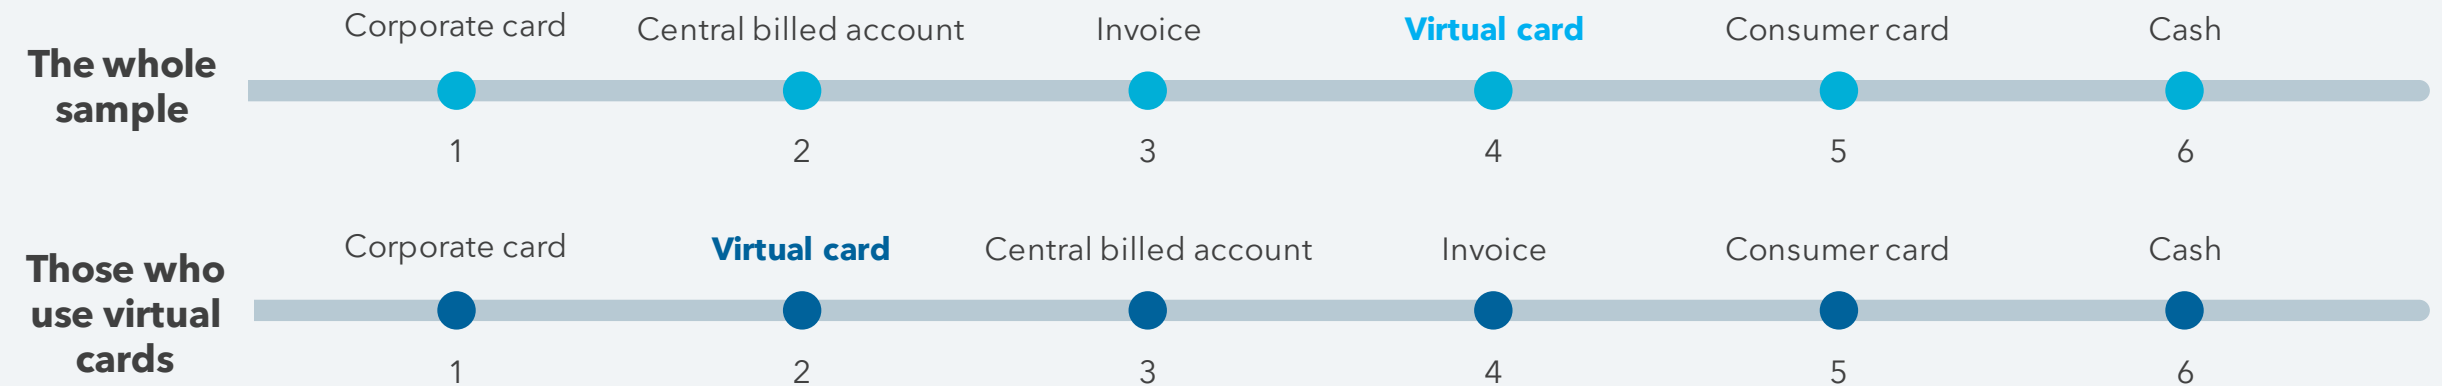 The whole
sample
Corporate card Central billed account Invoice Virtual card Consumer card Cash
1 2 3 4 5 6
Those who
use virtual
cards
Corporate card Virtual card Central billed account Invoice Consumer card Cash
1 2 3 4 5 6